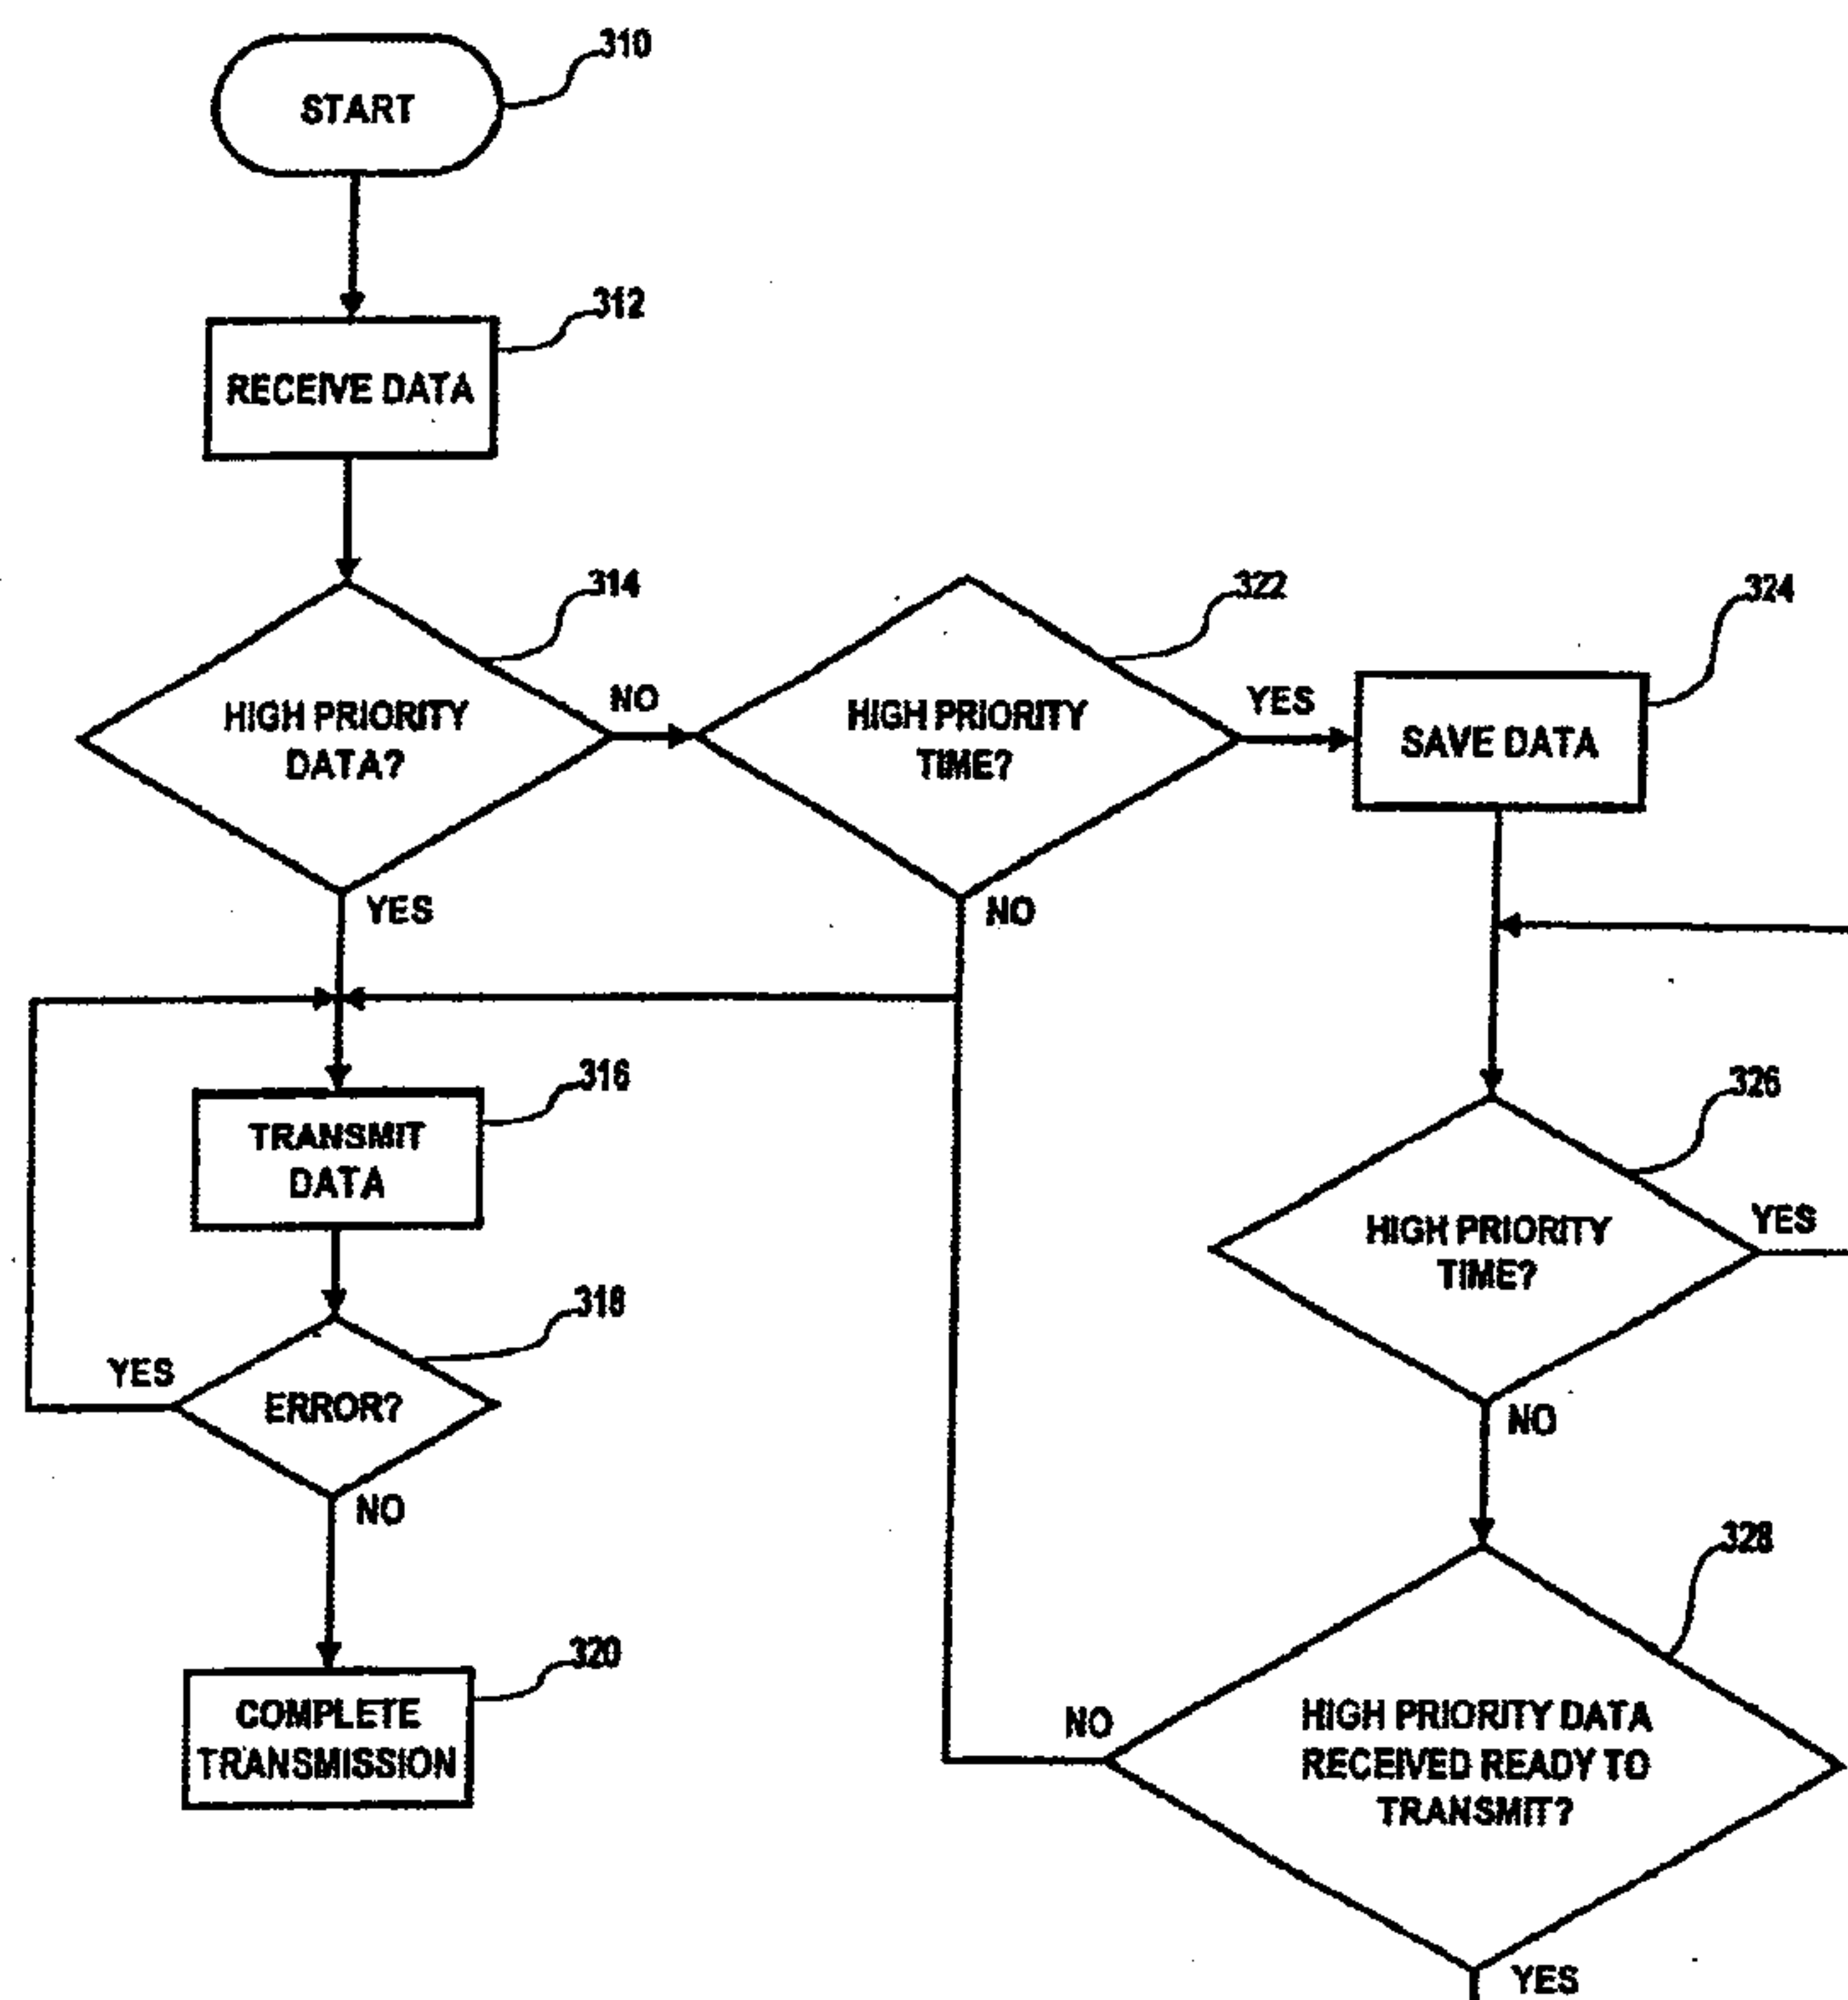 310
START
312
RECEIVE DATA
314
HIGH PRIORITY
DATA?
NO
322
HIGH PRIORITY
TIME?
YES
324
SAVE DATA
YES
NO
316
TRANSMIT
DATA
318
ERROR?
YES
NO
320
COMPLETE
TRANSMISSION
326
HIGH PRIORITY
TIME?
YES
NO
328
HIGH PRIORITY DATA
RECEIVED READY TO
TRANSMIT?
NO
YES